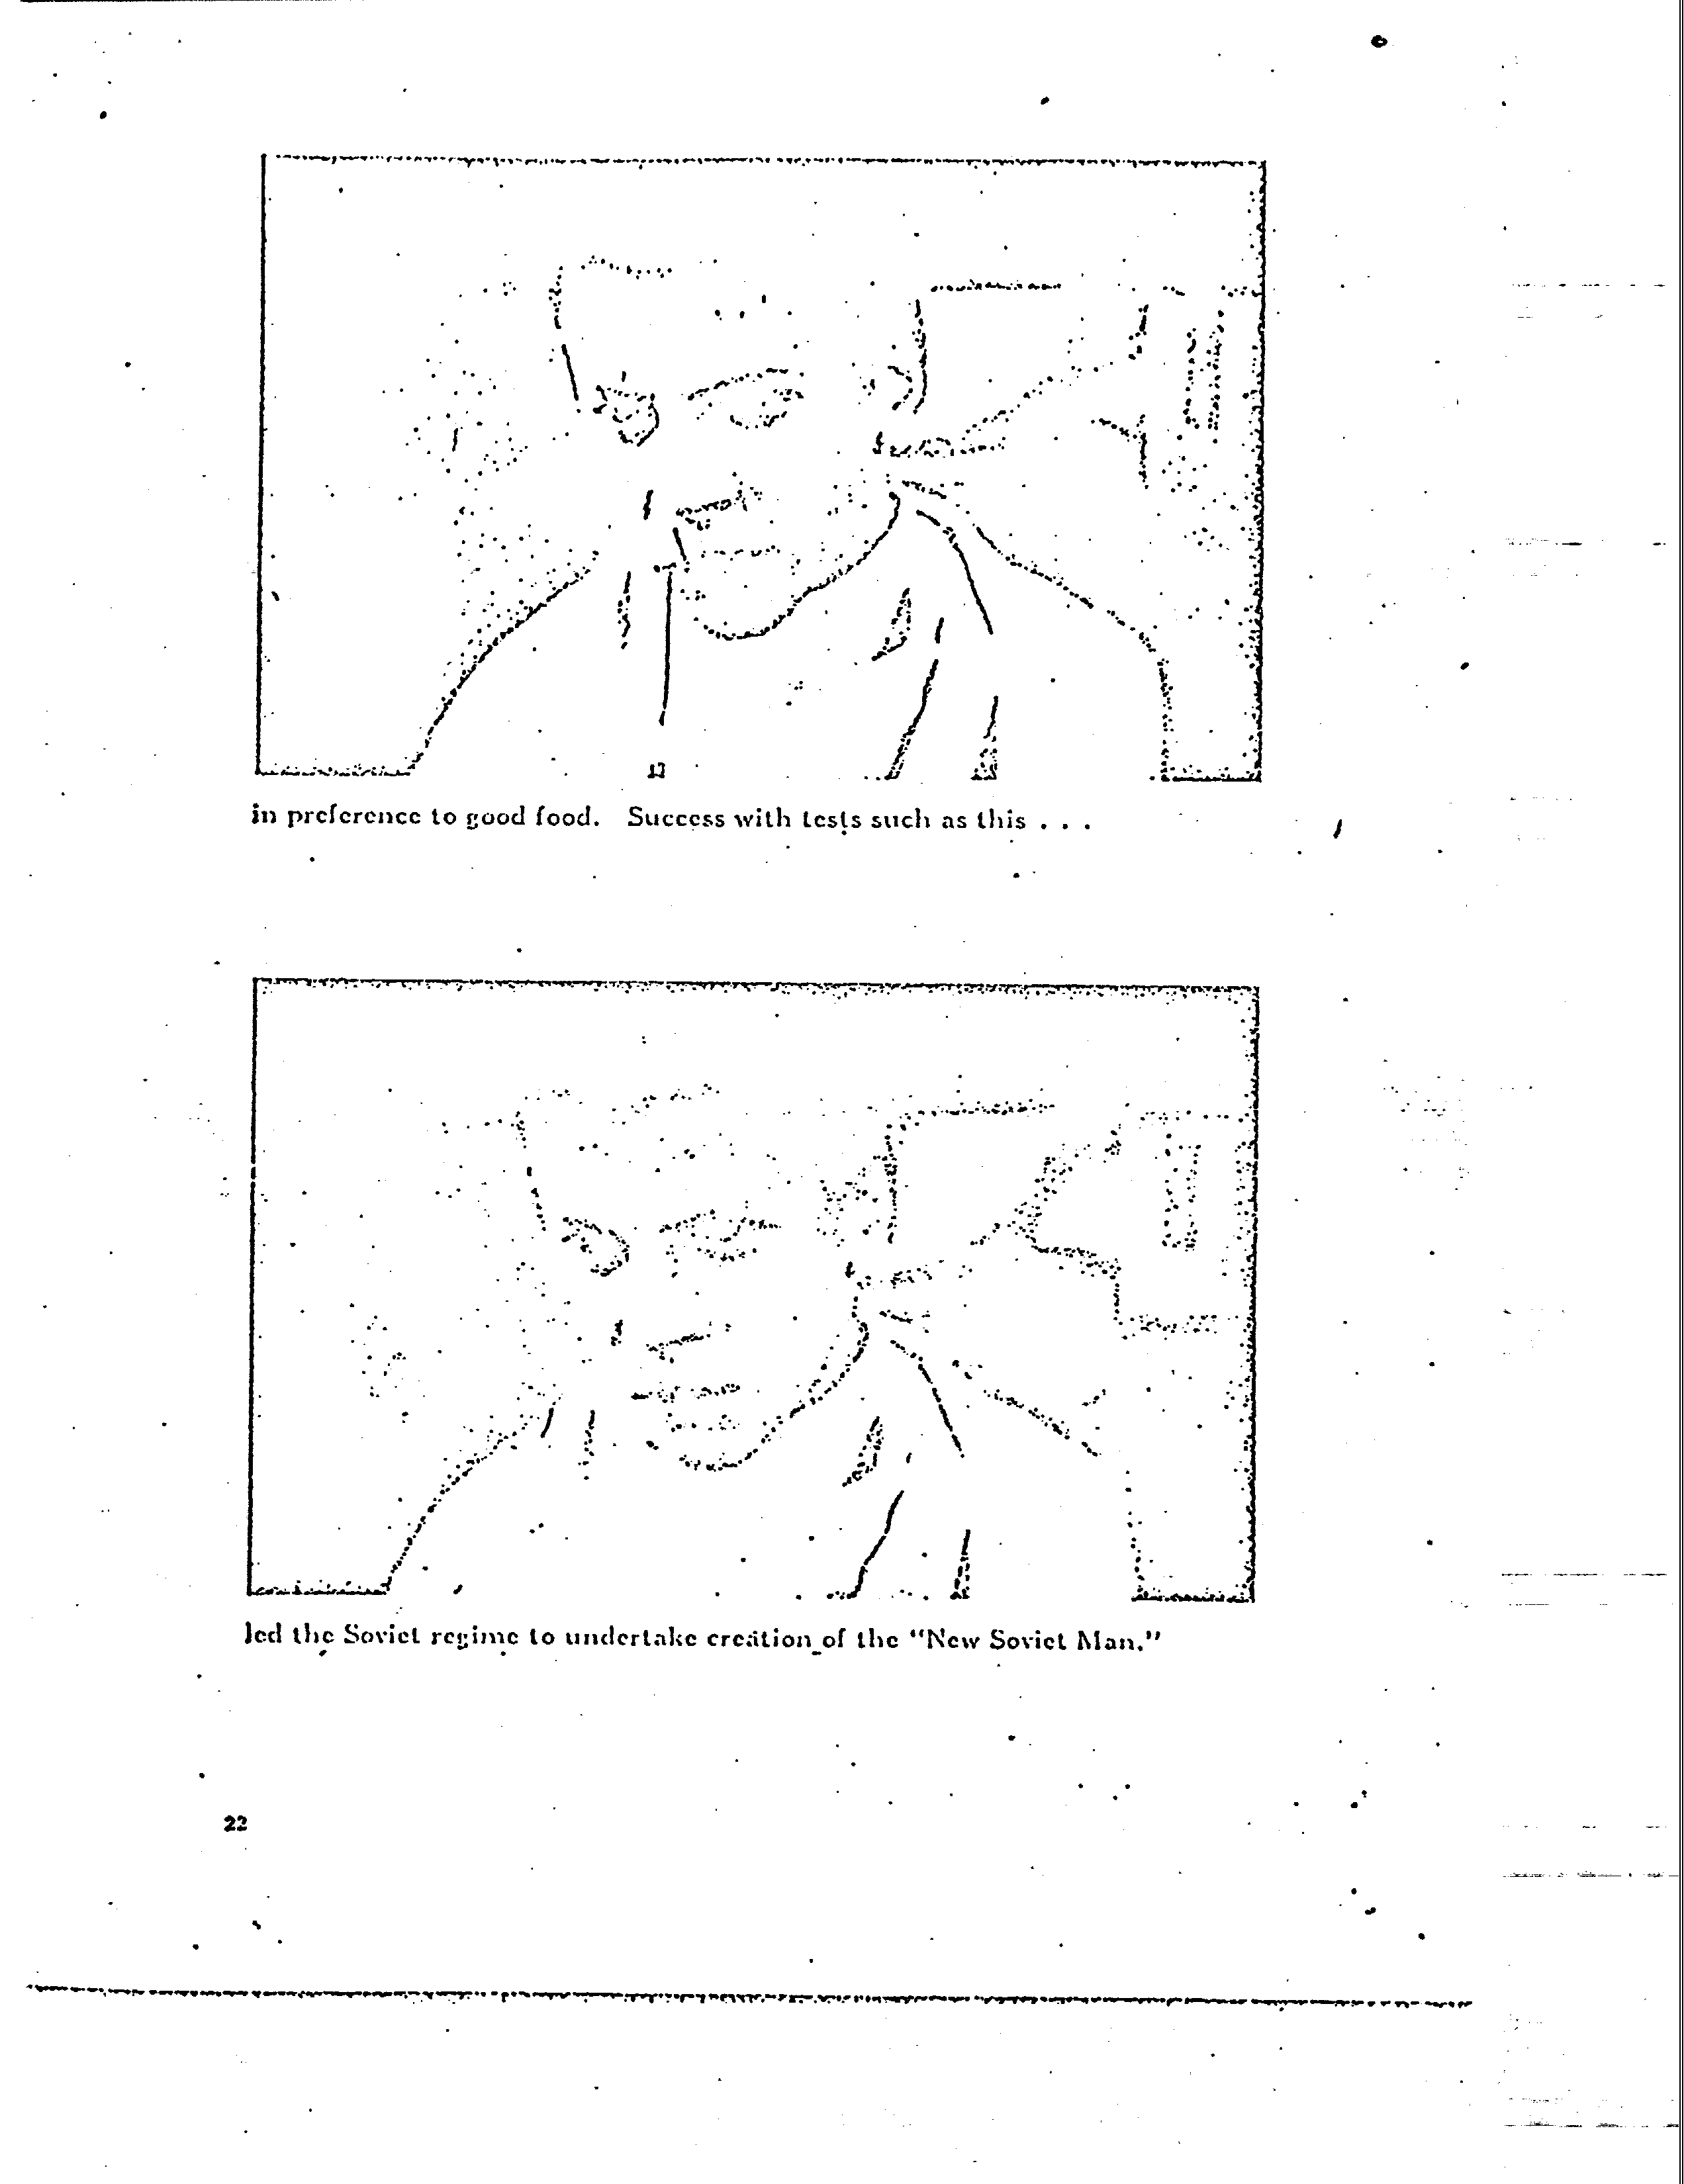 in preference to good food. Success with tests such as this . . .
led the Soviet regime to undertake creation of the “New Soviet Man.”
22